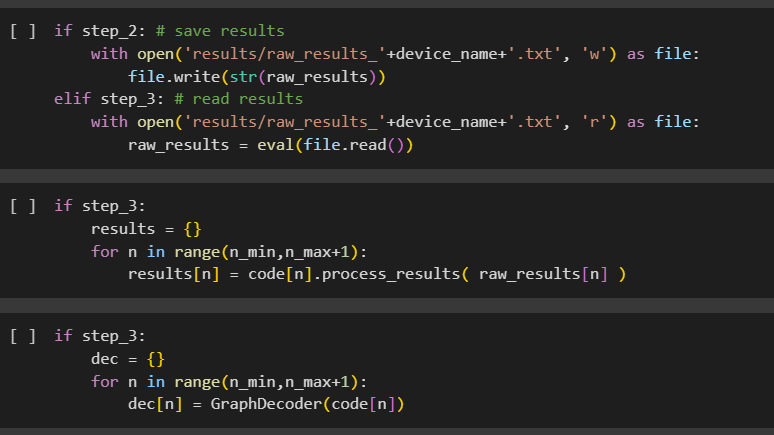 [ ] if step_2: # save results
        with open('results/raw_results_'+device_name+'.txt', 'w') as file:
            file.write(str(raw_results))
    elif step_3: # read results
        with open('results/raw_results_'+device_name+'.txt', 'r') as file:
            raw_results = eval(file.read())
[ ] if step_3:
        results = {}
        for n in range(n_min,n_max+1):
            results[n] = code[n].process_results( raw_results[n] )
[ ] if step_3:
        dec = {}
        for n in range(n_min,n_max+1):
            dec[n] = GraphDecoder(code[n])